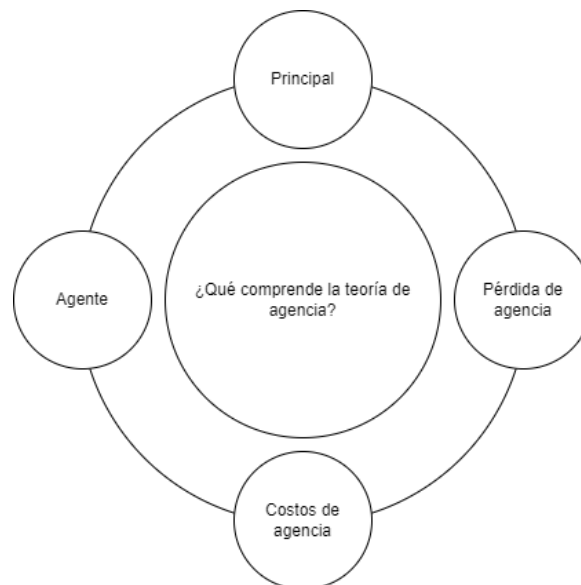 Principal
Agente
¿Qué comprende la teoría de
agencia?
Pérdida de
agencia
Costos de
agencia